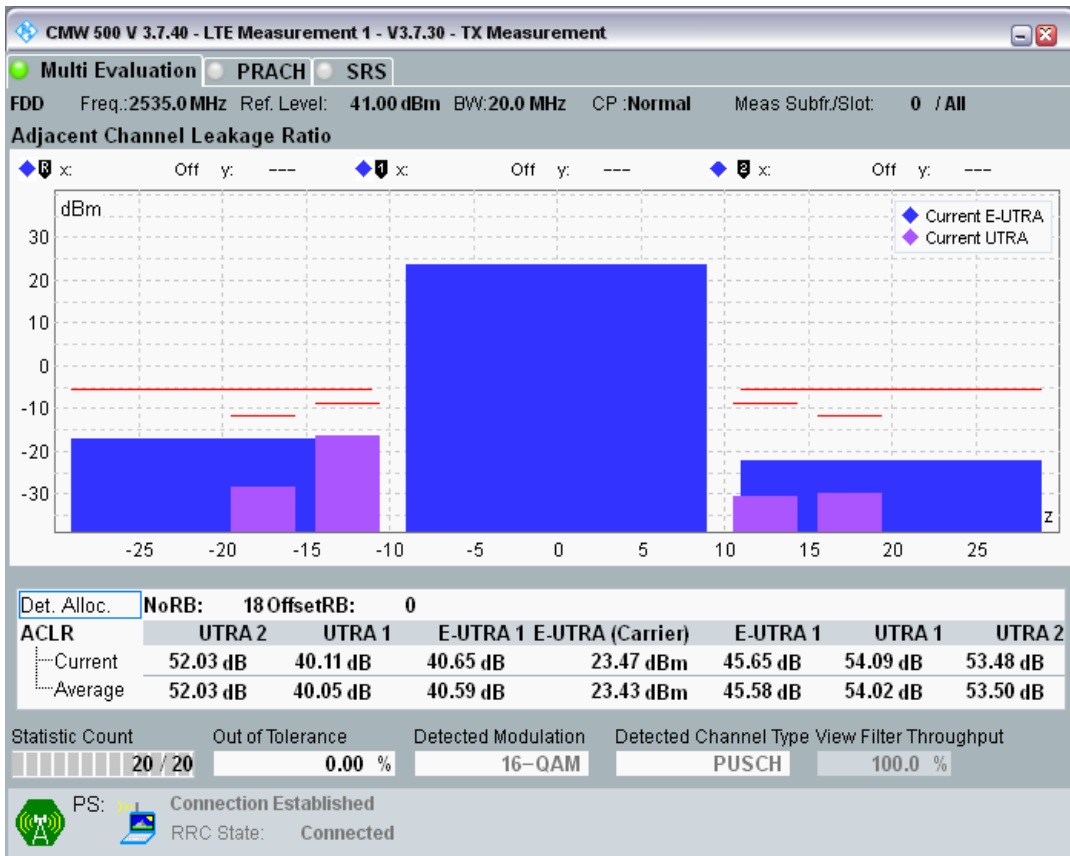 CMW 500 V 3.7.40 - LTE Measurement 1 - V3.7.30 - TX Measurement
Multi Evaluation PRACH SRS
FDD Freq.:2535.0 MHz Ref. Level: 41.00 dBm BW:20.0 MHz CP :Normal Meas Subfr./Slot: 0 / All
Adjacent Channel Leakage Ratio
R x: Off y: --- 1 x: Off y: --- 2 x: Off y: ---
dBm
Current E-UTRA
Current UTRA
30
20
10
0
-10
-20
-30
z
-25 -20 -15 -10 -5 0 5 10 15 20 25
Det. Alloc. NoRB: 18 OffsetRB: 0
ACLR UTRA 2 UTRA 1 E-UTRA 1 E-UTRA (Carrier) E-UTRA 1 UTRA 1 UTRA 2
Current 52.03 dB 40.11 dB 40.65 dB 23.47 dBm 45.65 dB 54.09 dB 53.48 dB
Average 52.03 dB 40.05 dB 40.59 dB 23.43 dBm 45.58 dB 54.02 dB 53.50 dB
Statistic Count Out of Tolerance Detected Modulation Detected Channel Type View Filter Throughput
20 / 20 0.00 % 16-QAM PUSCH 100.0 %
PS: Connection Established
RRC State: Connected